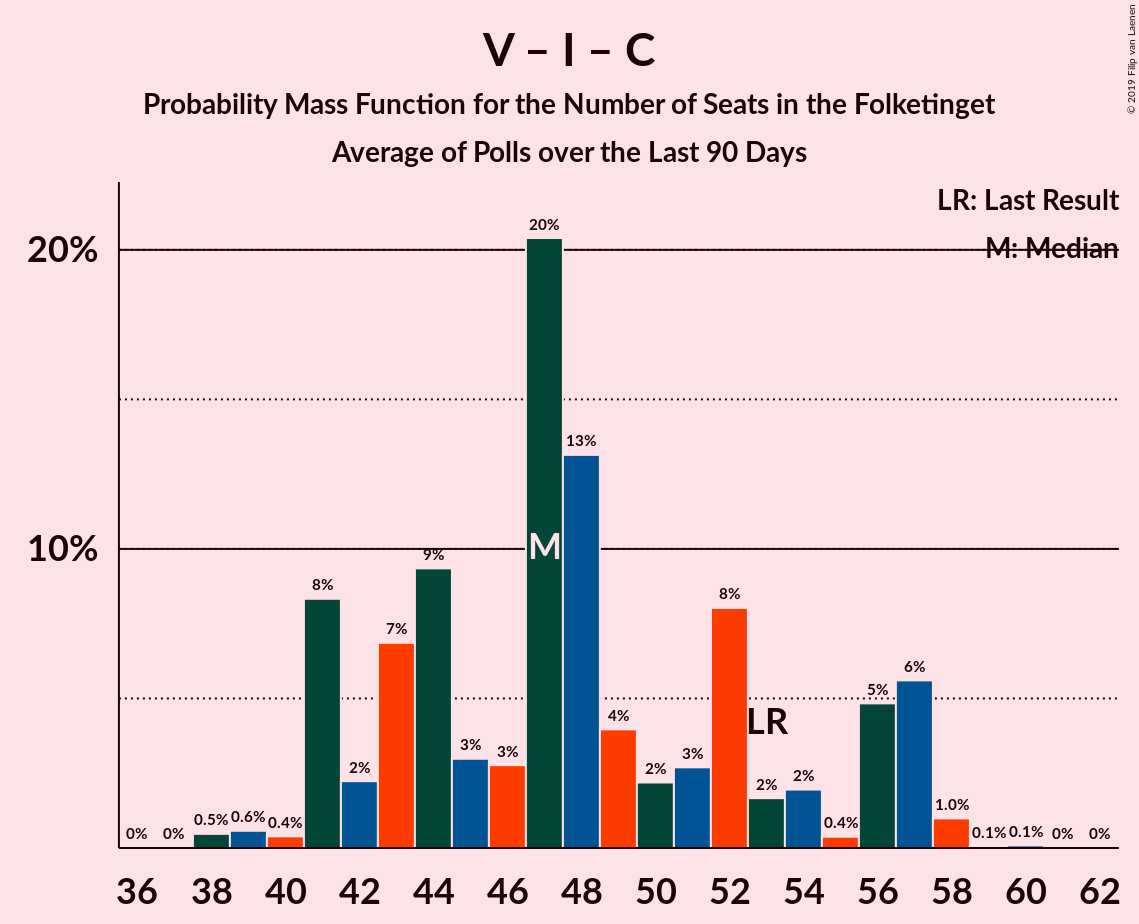 V – I – C
Probability Mass Function for the Number of Seats in the Folketinget
Average of Polls over the Last 90 Days
© 2019 Filip van Laenen
LR: Last Result
M: Median
20%
10%
0% 0% 0.5% 0.6% 0.4% 8% 2% 7% 9% 3% 3% 20% 13% 4% 2% 3% 8% 2% 2% 0.4% 5% 6% 1.0% 0.1% 0.1% 0% 0%
M
LR
36 38 40 42 44 46 48 50 52 54 56 58 60 62